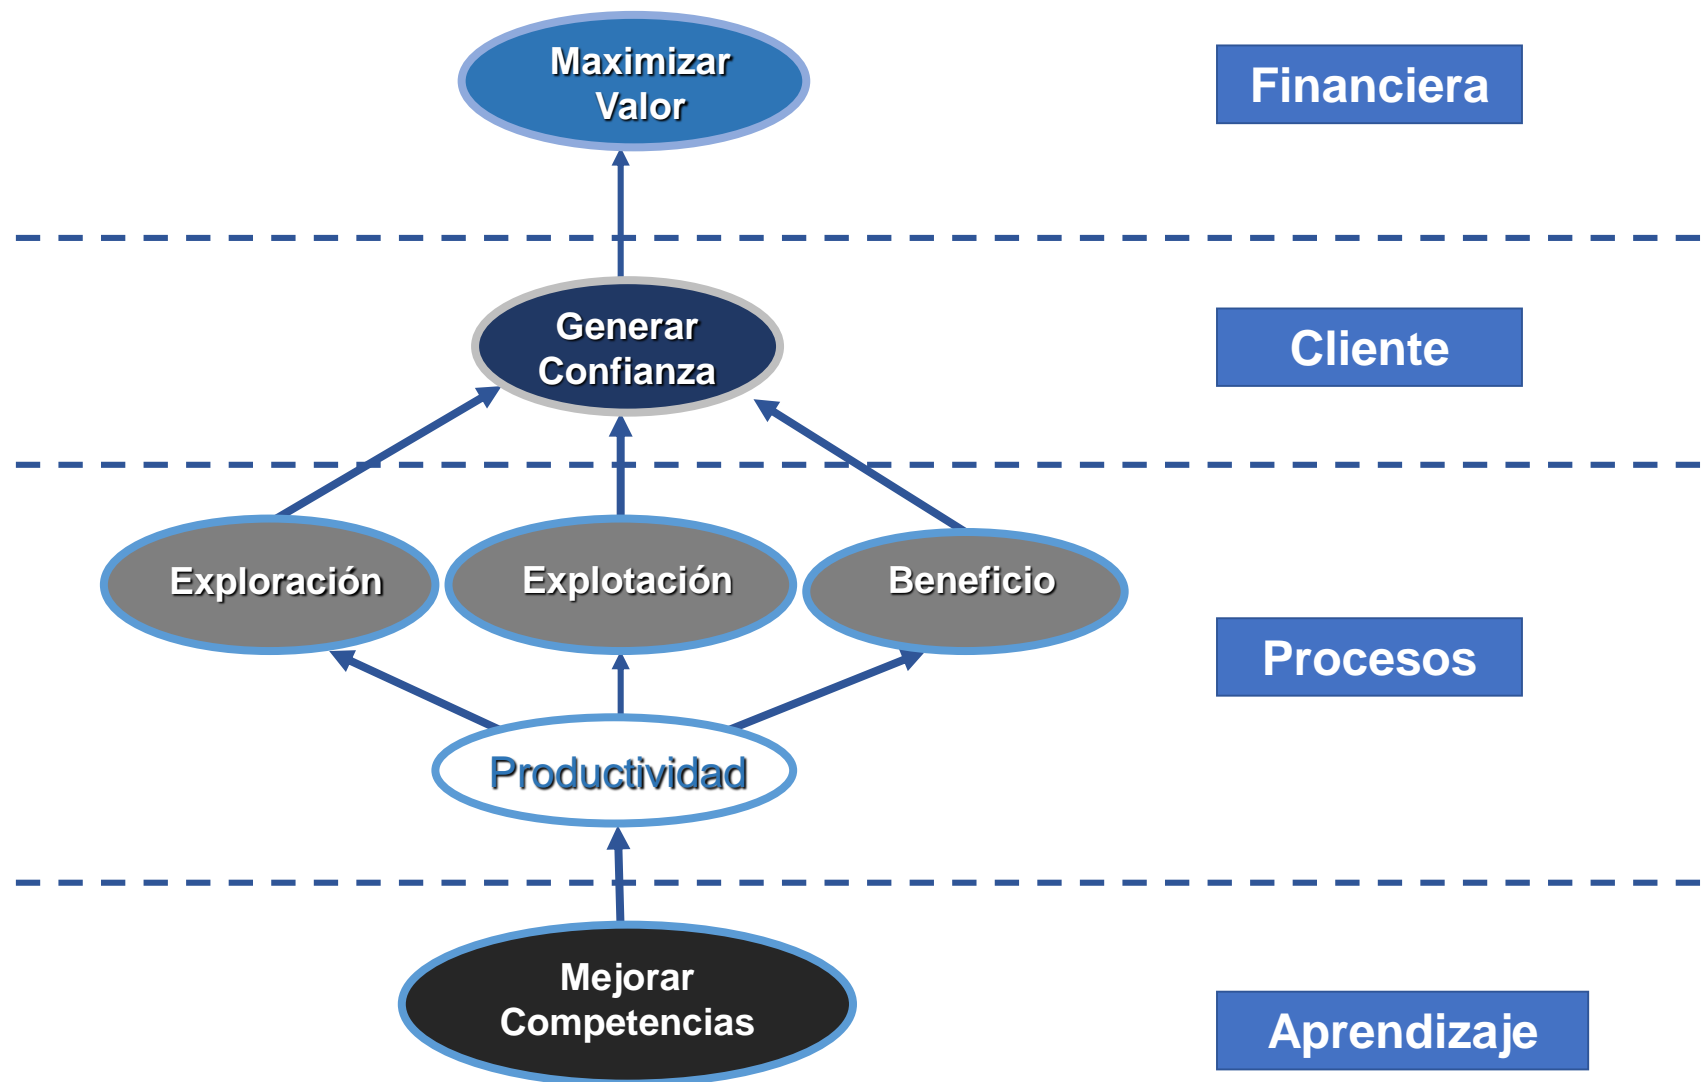 Maximizar
Valor
Financiera
Generar
Confianza
Cliente
Exploración
Explotación
Beneficio
Procesos
Productividad
Mejorar
Competencias
Aprendizaje